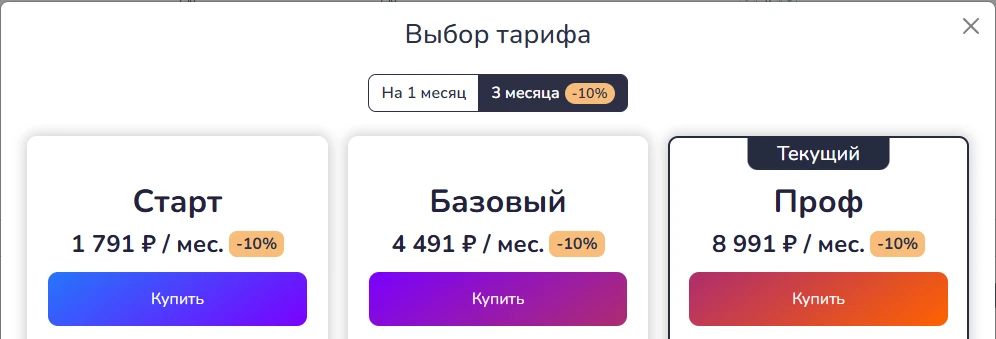 Выбор тарифа
На 1 месяц 3 месяца -10%
Текущий
Старт Базовый Проф
1 791 ₽ / мес. -10% 4 491 ₽ / мес. -10% 8 991 ₽ / мес. -10%
Купить Купить Купить